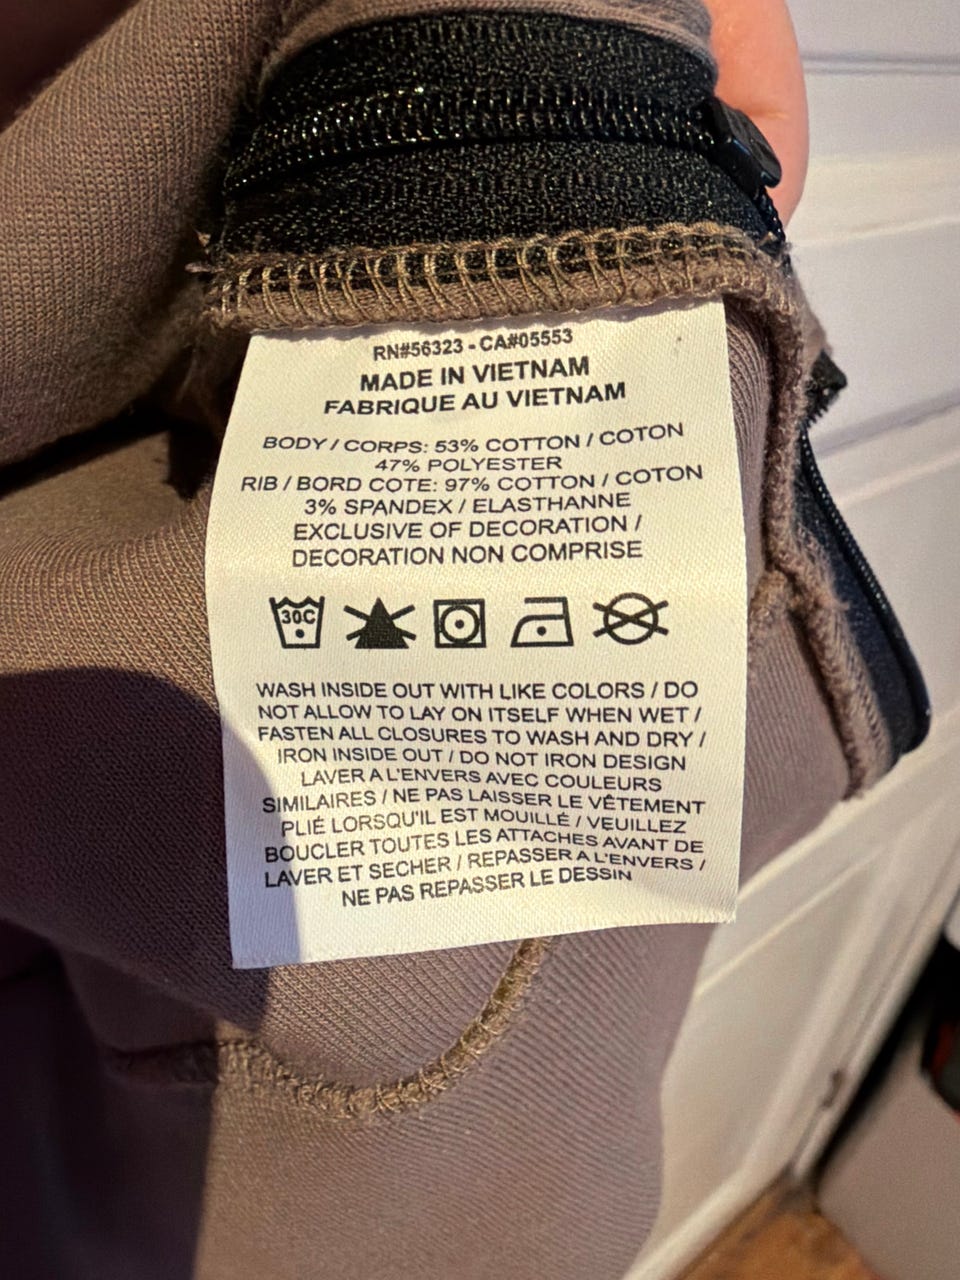 RN#56323 - CA#05553
MADE IN VIETNAM
FABRIQUE AU VIETNAM
BODY / CORPS: 53% COTTON / COTON
47% POLYESTER
RIB / BORD COTE: 97% COTTON / COTON
3% SPANDEX / ELASTHANNE
EXCLUSIVE OF DECORATION /
DECORATION NON COMPRISE
30C
WASH INSIDE OUT WITH LIKE COLORS / DO
NOT ALLOW TO LAY ON ITSELF WHEN WET /
FASTEN ALL CLOSURES TO WASH AND DRY /
IRON INSIDE OUT / DO NOT IRON DESIGN
LAVER A L'ENVERS AVEC COULEURS
SIMILAIRES / NE PAS LAISSER LE VÊTEMENT
PLIÉ LORSQU'IL EST MOUILLÉ / VEUILLEZ
BOUCLER TOUTES LES ATTACHES AVANT DE
LAVER ET SECHER / REPASSER A L'ENVERS /
NE PAS REPASSER LE DESSIN